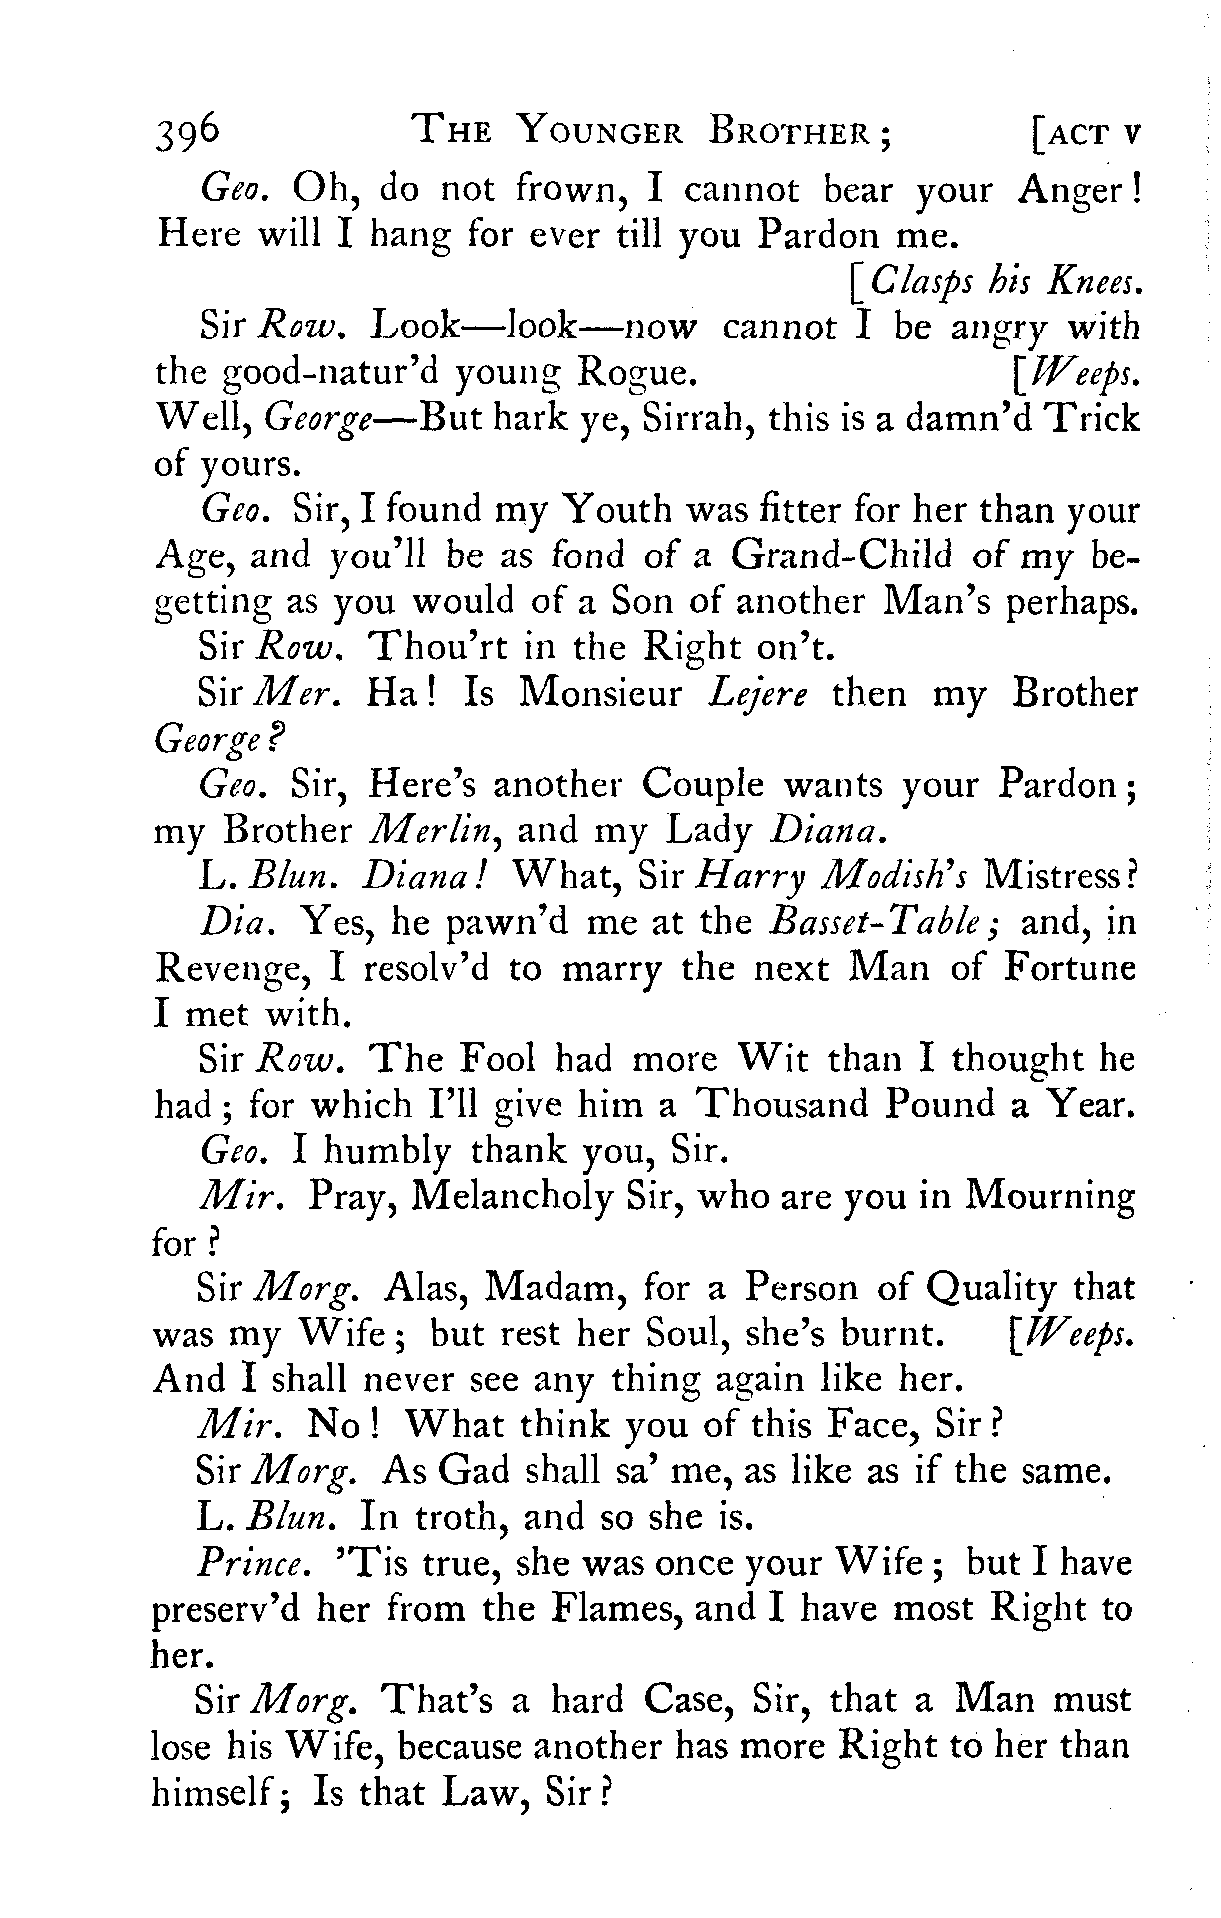 396 THE YOUNGER BROTHER; [ACT V
Geo. Oh, do not frown, I cannot bear your Anger!
Here will I hang for ever till you Pardon me.
[Clasps his Knees.
Sir Row. Look—look—now cannot I be angry with
the good-natur'd young Rogue. [Weeps.
Well, George—But hark ye, Sirrah, this is a damn'd Trick
of yours.
Geo. Sir, I found my Youth was fitter for her than your
Age, and you'll be as fond of a Grand-Child of my be-
getting as you would of a Son of another Man's perhaps.
Sir Row. Thou'rt in the Right on't.
Sir Mer. Ha! Is Monsieur Lejere then my Brother
George?
Geo. Sir, Here's another Couple wants your Pardon;
my Brother Merlin, and my Lady Diana.
L. Blun. Diana! What, Sir Harry Modish's Mistress?
Dia. Yes, he pawn'd me at the Basset-Table; and, in
Revenge, I resolv'd to marry the next Man of Fortune
I met with.
Sir Row. The Fool had more Wit than I thought he
had; for which I'll give him a Thousand Pound a Year.
Geo. I humbly thank you, Sir.
Mir. Pray, Melancholy Sir, who are you in Mourning
for?
Sir Morg. Alas, Madam, for a Person of Quality that
was my Wife; but rest her Soul, she's burnt. [Weeps.
And I shall never see any thing again like her.
Mir. No! What think you of this Face, Sir?
Sir Morg. As Gad shall sa' me, as like as if the same.
L. Blun. In troth, and so she is.
Prince. 'Tis true, she was once your Wife; but I have
preserv'd her from the Flames, and I have most Right to
her.
Sir Morg. That's a hard Case, Sir, that a Man must
lose his Wife, because another has more Right to her than
himself; Is that Law, Sir?